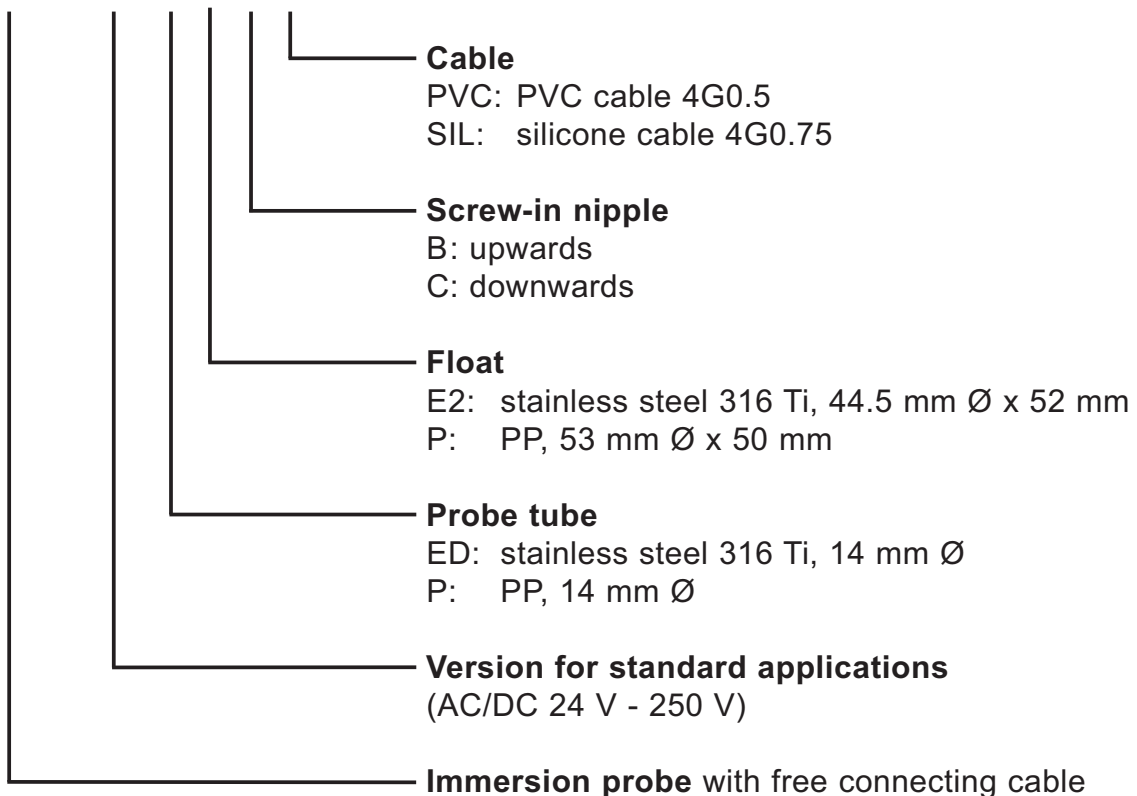 Cable
PVC: PVC cable 4G0.5
SIL: silicone cable 4G0.75
Screw-in nipple
B: upwards
C: downwards
Float
E2: stainless steel 316 Ti, 44.5 mm Ø x 52 mm
P: PP, 53 mm Ø x 50 mm
Probe tube
ED: stainless steel 316 Ti, 14 mm Ø
P: PP, 14 mm Ø
Version for standard applications
(AC/DC 24 V - 250 V)
Immersion probe with free connecting cable